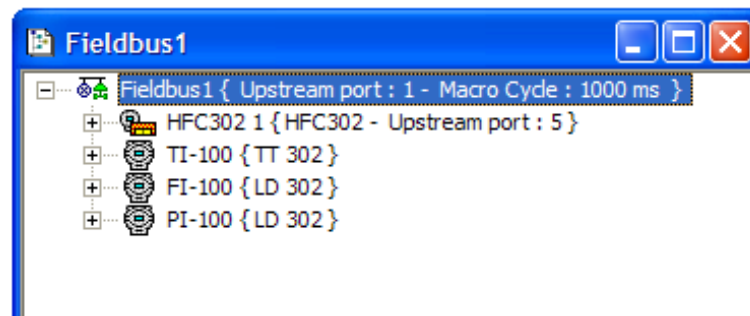 Fieldbus1
Fieldbus1 { Upstream port : 1 - Macro Cycle : 1000 ms }
HFC302 1 { HFC302 - Upstream port : 5 }
TI-100 { TT 302 }
FI-100 { LD 302 }
PI-100 { LD 302 }